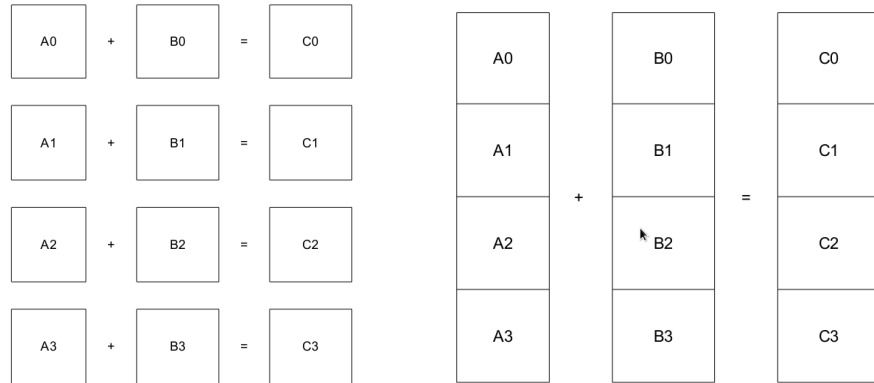 A0 + B0 = C0
A1 + B1 = C1
A2 + B2 = C2
A3 + B3 = C3
A0 B0 C0
A1 B1 C1
+ =
A2 B2 C2
A3 B3 C3